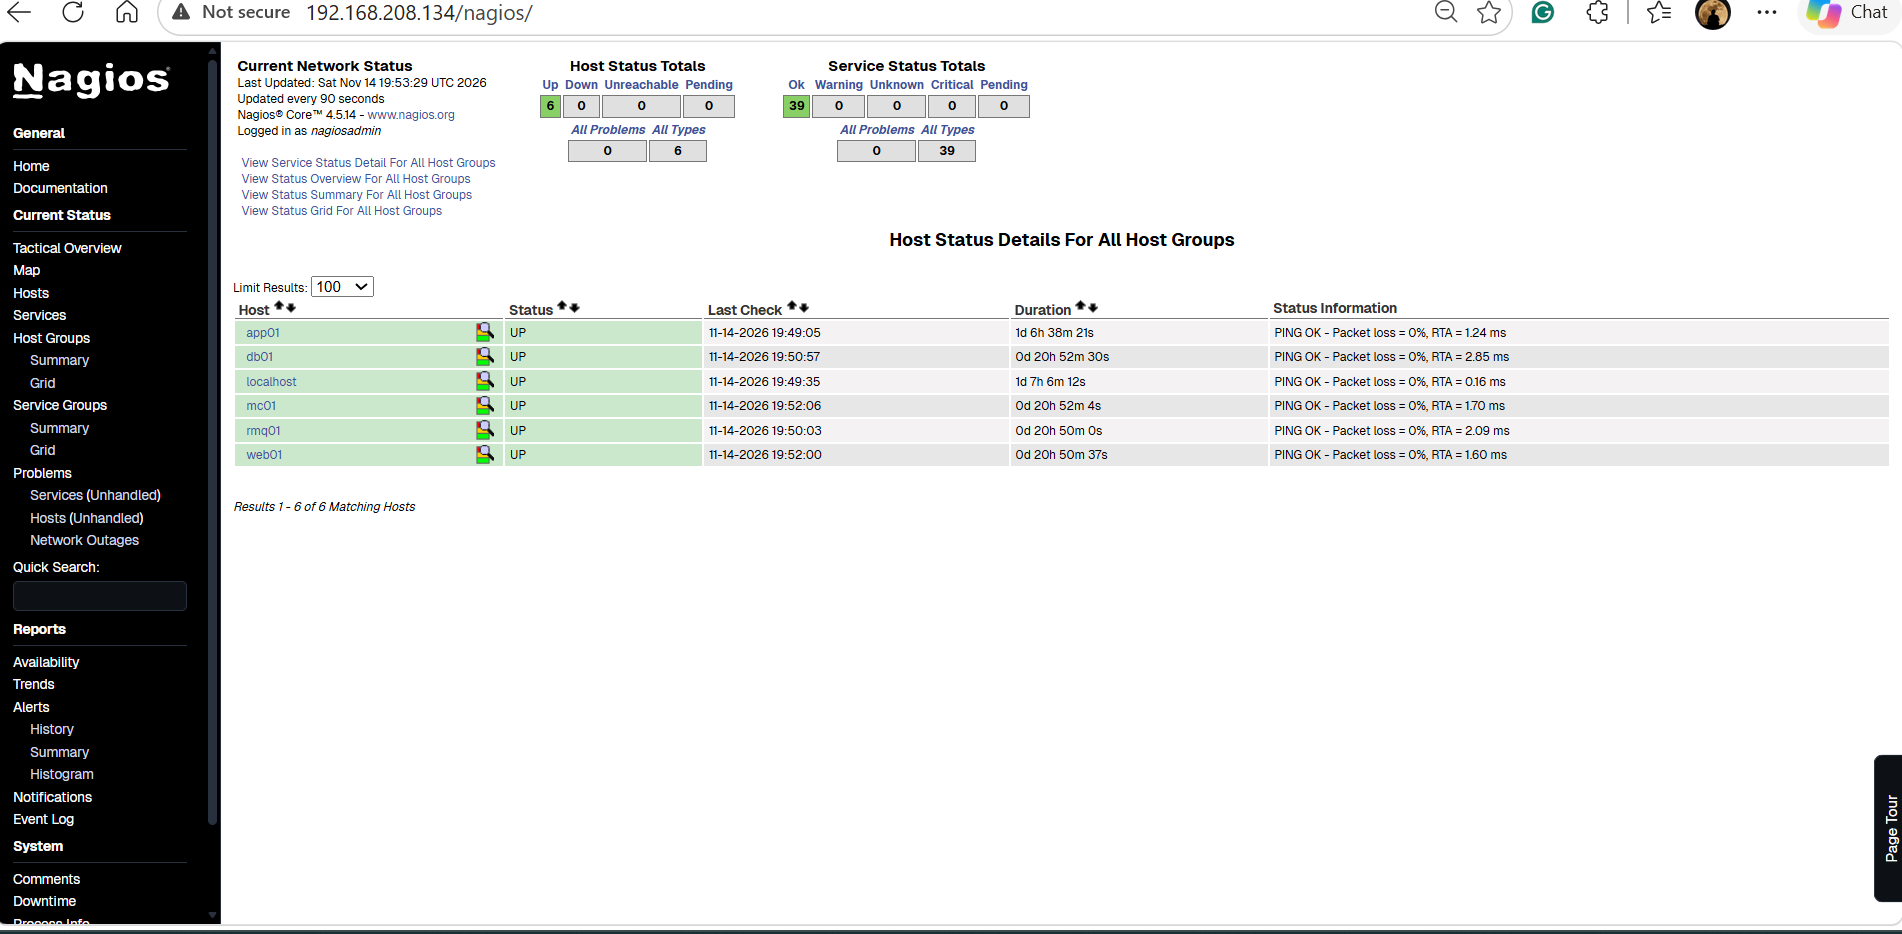 Not secure 192.168.208.134/nagios/
Chat
Nagios®
General
Home
Documentation
Current Status
Tactical Overview
Map
Hosts
Services
Host Groups
Summary
Grid
Service Groups
Summary
Grid
Problems
Services (Unhandled)
Hosts (Unhandled)
Network Outages
Quick Search:
Reports
Availability
Trends
Alerts
History
Summary
Histogram
Notifications
Event Log
System
Comments
Downtime
Process Info
Current Network Status
Last Updated: Sat Nov 14 19:53:29 UTC 2026
Updated every 90 seconds
Nagios® Core™ 4.5.14 - www.nagios.org
Logged in as nagiosadmin
View Service Status Detail For All Host Groups
View Status Overview For All Host Groups
View Status Summary For All Host Groups
View Status Grid For All Host Groups
Host Status Totals
Up Down Unreachable Pending
6 0 0 0
All Problems All Types
0 6
Service Status Totals
Ok Warning Unknown Critical Pending
39 0 0 0 0
All Problems All Types
0 39
Host Status Details For All Host Groups
Limit Results: 100
Host Status Last Check Duration Status Information
app01 UP 11-14-2026 19:49:05 1d 6h 38m 21s PING OK - Packet loss = 0%, RTA = 1.24 ms
db01 UP 11-14-2026 19:50:57 0d 20h 52m 30s PING OK - Packet loss = 0%, RTA = 2.85 ms
localhost UP 11-14-2026 19:49:35 1d 7h 6m 12s PING OK - Packet loss = 0%, RTA = 0.16 ms
mc01 UP 11-14-2026 19:52:06 0d 20h 52m 4s PING OK - Packet loss = 0%, RTA = 1.70 ms
rmq01 UP 11-14-2026 19:50:03 0d 20h 50m 0s PING OK - Packet loss = 0%, RTA = 2.09 ms
web01 UP 11-14-2026 19:52:00 0d 20h 50m 37s PING OK - Packet loss = 0%, RTA = 1.60 ms
Results 1 - 6 of 6 Matching Hosts
Page Tour